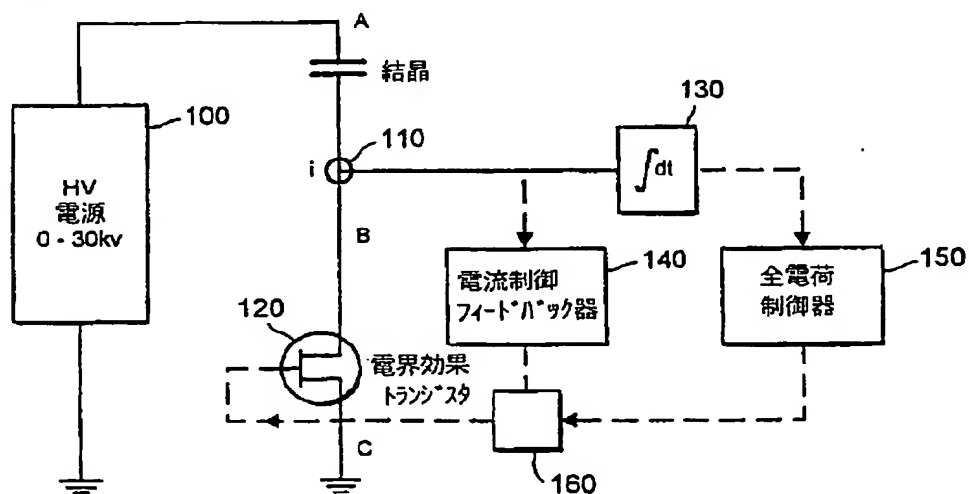 A
結晶
100
HV
電源
0 - 30kv
110
i
130
∫dt
B
140
電流制御
フィードバック器
150
全電荷
制御器
120
電界効果
トランジスタ
C
160